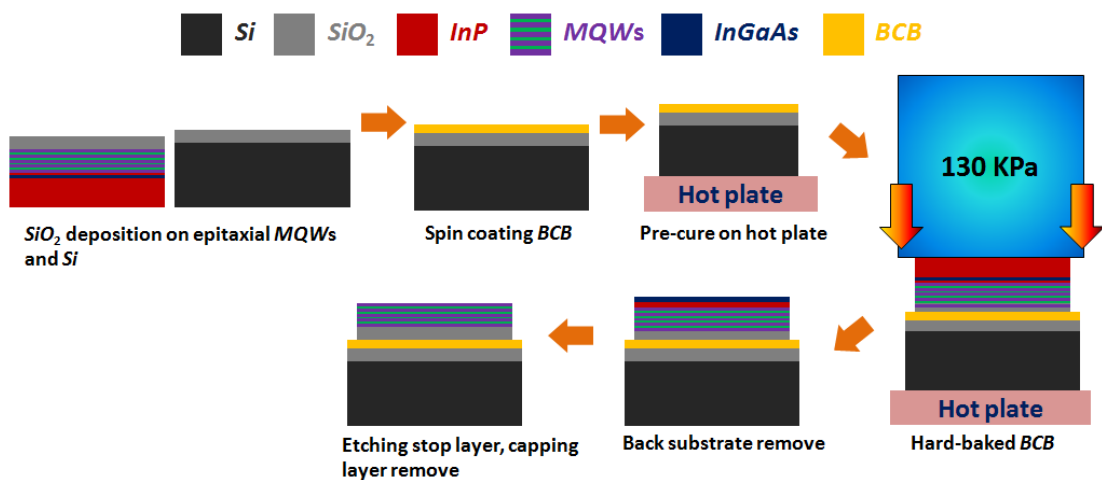 Si SiO2 InP MQWs InGaAs BCB
130 KPa
Hot plate
SiO2 deposition on epitaxial MQWs
and Si
Spin coating BCB
Pre-cure on hot plate
Hot plate
Etching stop layer, capping
layer remove
Back substrate remove
Hard-baked BCB